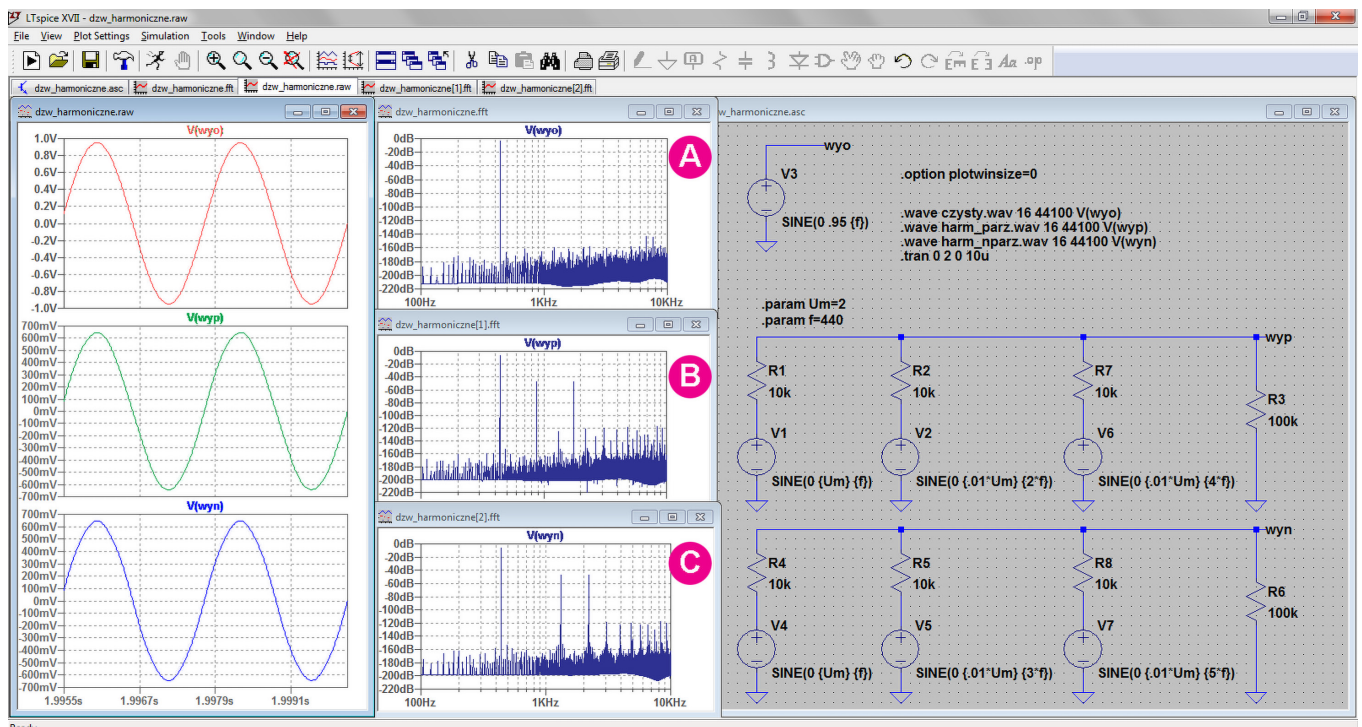 LTspice XVII - dzw_harmoniczne.raw
File View Plot Settings Simulation Tools Window Help
dzw_harmoniczne.asc dzw_harmoniczne.fft dzw_harmoniczne.raw dzw_harmoniczne[1].fft dzw_harmoniczne[2].fft
dzw_harmoniczne.raw
V(wyo)
1.0V
0.8V
0.6V
0.4V
0.2V
0.0V
-0.2V
-0.4V
-0.6V
-0.8V
-1.0V
V(wyp)
700mV
600mV
500mV
400mV
300mV
200mV
100mV
0mV
-100mV
-200mV
-300mV
-400mV
-500mV
-600mV
-700mV
V(wyn)
700mV
600mV
500mV
400mV
300mV
200mV
100mV
0mV
-100mV
-200mV
-300mV
-400mV
-500mV
-600mV
-700mV
1.9955s 1.9967s 1.9979s 1.9991s
dzw_harmoniczne.fft
V(wyo)
A
0dB
-20dB
-40dB
-60dB
-80dB
-100dB
-120dB
-140dB
-160dB
-180dB
-200dB
-220dB
100Hz 1KHz 10KHz
dzw_harmoniczne[1].fft
V(wyp)
B
0dB
-20dB
-40dB
-60dB
-80dB
-100dB
-120dB
-140dB
-160dB
-180dB
-200dB
-220dB
dzw_harmoniczne[2].fft
V(wyn)
C
0dB
-20dB
-40dB
-60dB
-80dB
-100dB
-120dB
-140dB
-160dB
-180dB
-200dB
-220dB
100Hz 1KHz 10KHz
w_harmoniczne.asc
wyo
V3
SINE(0 .95 {f})
.option plotwinsize=0
.wave czysty.wav 16 44100 V(wyo)
.wave harm_parz.wav 16 44100 V(wyp)
.wave harm_nparz.wav 16 44100 V(wyn)
.tran 0 2 0 10u
.param Um=2
.param f=440
wyp
R1
10k
R2
10k
R7
10k
R3
100k
V1
V2
V6
SINE(0 {Um} {f})
SINE(0 {.01*Um} {2*f})
SINE(0 {.01*Um} {4*f})
wyn
R4
10k
R5
10k
R8
10k
R6
100k
V4
V5
V7
SINE(0 {Um} {f})
SINE(0 {.01*Um} {3*f})
SINE(0 {.01*Um} {5*f})